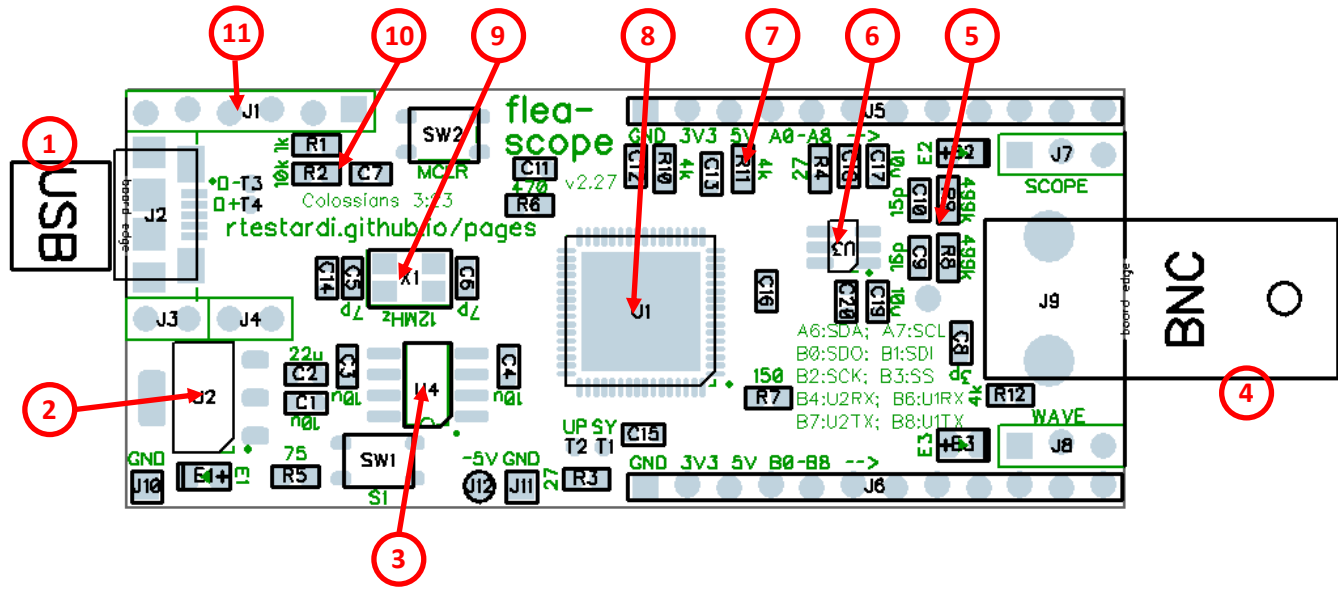 11
10
9
8
7
6
5
1
USB
board edge
J2
J1
1k
R1
10k
R2
C7
SW2
MCLR
flea-
scope
C11
470
R6
v2.27
D-T3
D+T4
Colossians 3:23
rtestardi.github.io/pages
J5
GND 3V3 5V A0-A8 -->
C12
R10
4k
C13
R11
4k
27
R4
C17
10u
E2
J7
SCOPE
15p
C10
499k
C9
R8
499k
U3
C20
C19
10u
C16
C14
C5
7p
X1
12MHz
C6
7p
U1
J9
board edge
BNC
4
J3
J4
2
22u
C2
C1
10u
C3
10u
U4
C4
10u
A6:SDA; A7:SCL
B0:SDO; B1:SDI
B2:SCK; B3:SS
B4:U2RX; B6:U1RX
B7:U2TX; B8:U1TX
C8
3p
4k
R12
150
R7
WAVE
J8
E3
GND
J10
E1
75
R5
SW1
S1
-5V GND
J12
J11
27
R3
UP SY
T2 T1
C15
GND 3V3 5V B0-B8 -->
J6
3